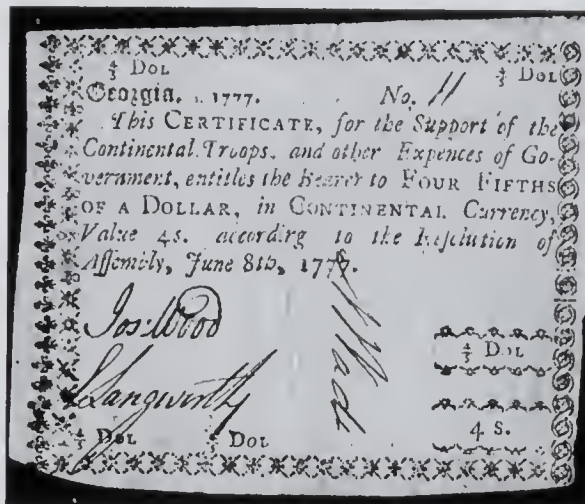 ⅘ Dol ⅘ Dol
Georgia, 1777. No. 11
This CERTIFICATE, for the Support of the
Continental Troops, and other Expences of Go-
vernment, entitles the Bearer to FOUR FIFTHS
OF A DOLLAR, in CONTINENTAL Currency,
Value 4s. according to the Resolution of
Assembly, June 8th, 1777.
Jos: Wood
Langworthy
⅘ Dol
4 s.
⅘ Dol ⅘ Dol